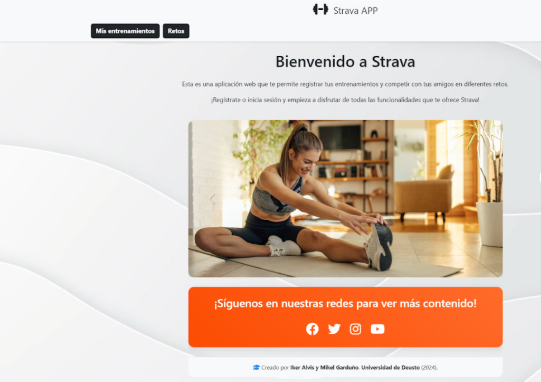 Strava APP
Mis entrenamientos Retos
Bienvenido a Strava
Esta es una aplicación web que te permite registrar tus entrenamientos y competir con tus amigos en diferentes retos.
¡Regístrate o inicia sesión y empieza a disfrutar de todas las funcionalidades que te ofrece Strava!
¡Síguenos en nuestras redes para ver más contenido!
Creado por Iker Alvis y Mikel Garduño. Universidad de Deusto (2024).